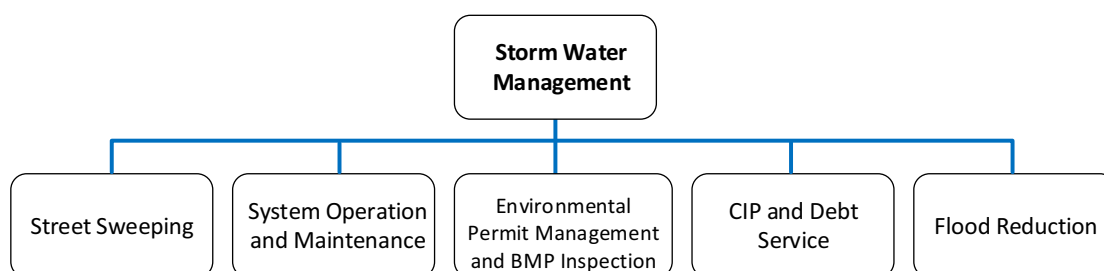 Storm Water
Management
Street Sweeping
System Operation
and Maintenance
Environmental
Permit Management
and BMP Inspection
CIP and Debt
Service
Flood Reduction